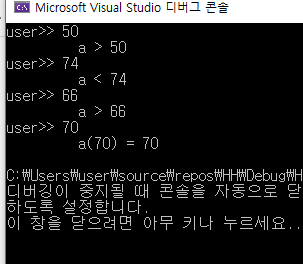 Microsoft Visual Studio 디버그 콘솔
user>> 50
a > 50
user>> 74
a < 74
user>> 66
a > 66
user>> 70
a(70) = 70
C:₩Users₩user₩source₩repos₩HH₩Debug₩H
디버깅이 중지될 때 콘솔을 자동으로 닫
하도록 설정합니다.
이 창을 닫으려면 아무 키나 누르세요...